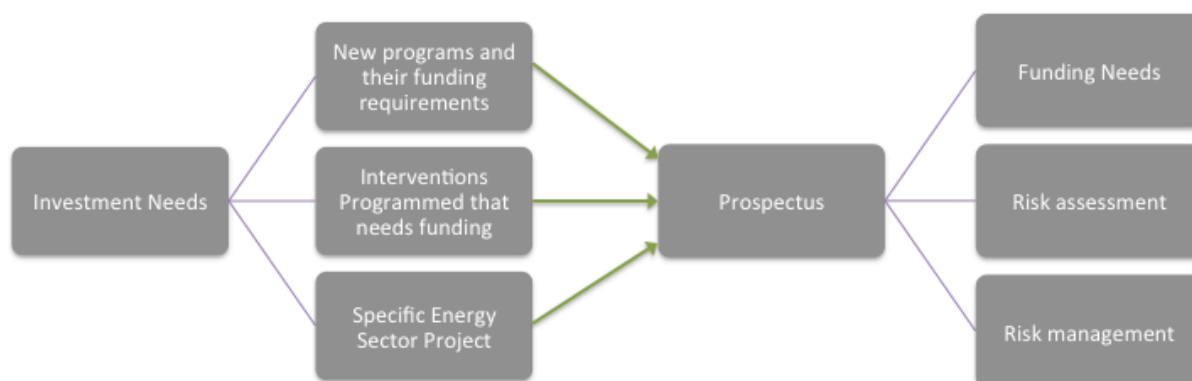 New programs and
their funding
requirements
Investment Needs
Interventions
Programmed that
needs funding
Specific Energy
Sector Project
Prospectus
Funding Needs
Risk assessment
Risk management